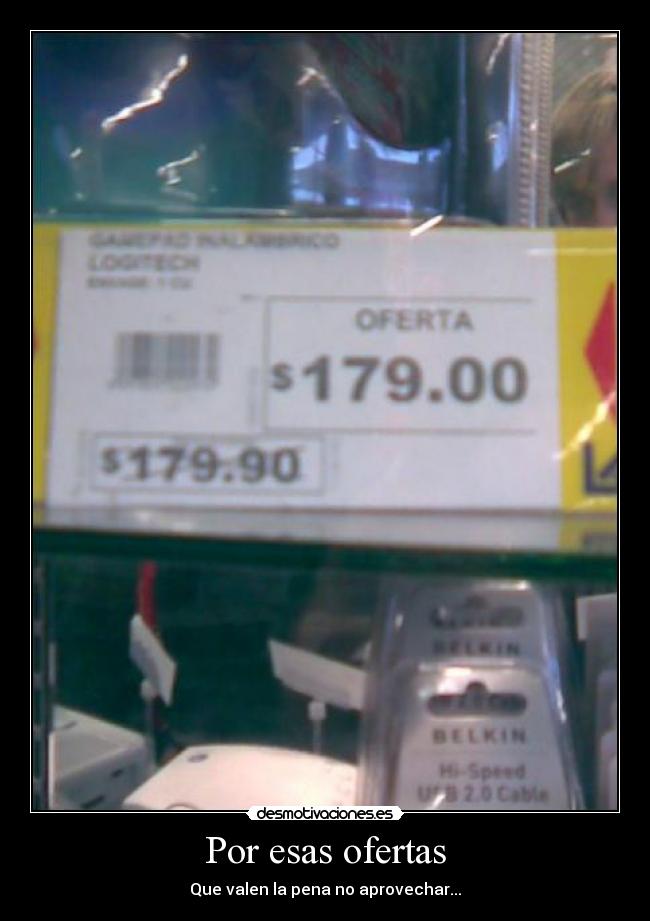 GAMEPAD INALAMBRICO
LOGITECH
OFERTA
$179.00
$179.90
BELKIN
BELKIN
Hi-Speed
USB 2.0 Cable
desmotivaciones.es
Por esas ofertas
Que valen la pena no aprovechar...